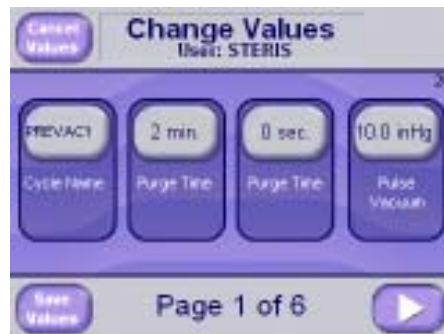 Cancel
Values
Change Values
User: STERIS
PREVAC1
2 min.
0 sec.
10.0 inHg
Cycle Name
Purge Time
Purge Time
Pulse
Vacuum
Save
Values
Page 1 of 6